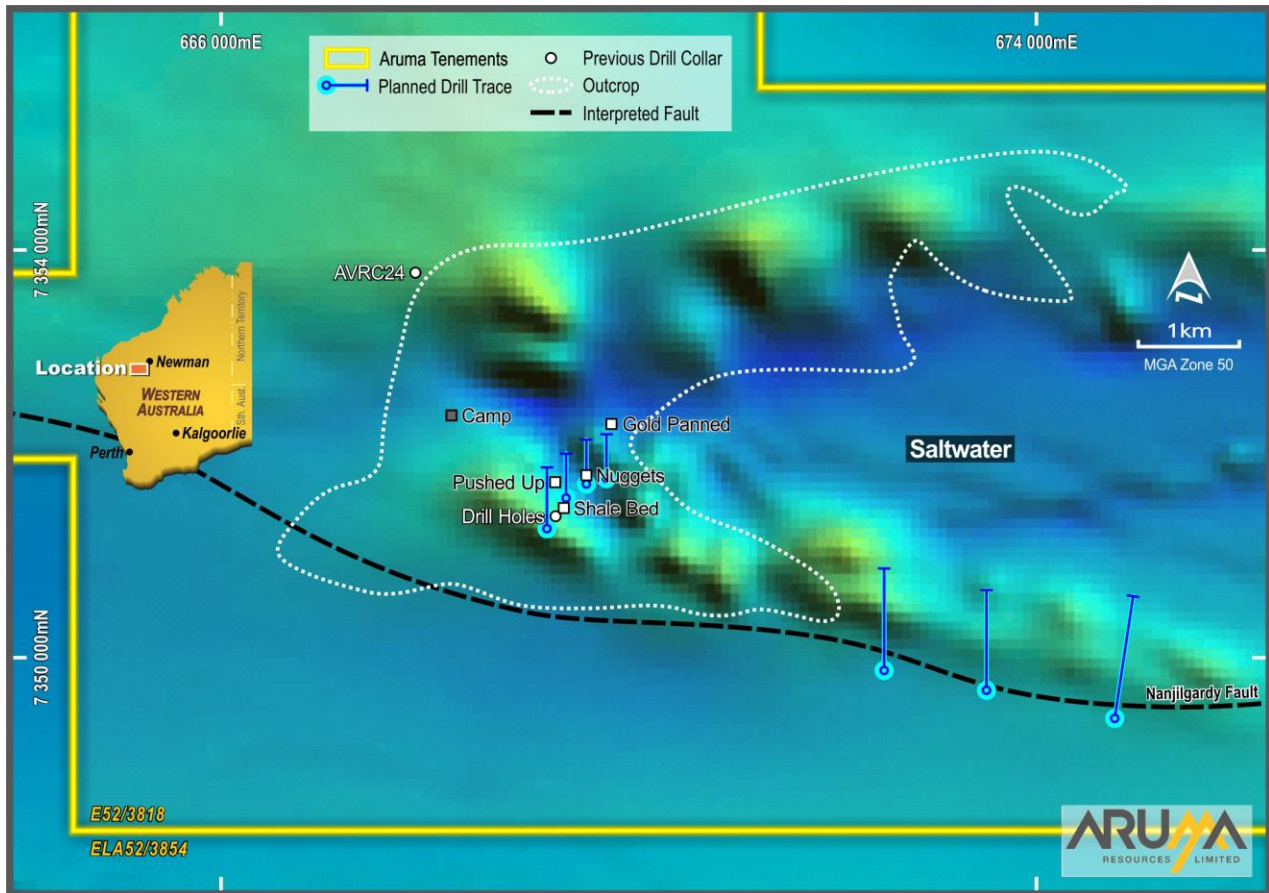 666 000mE
674 000mE
Aruma Tenements
Planned Drill Trace
Previous Drill Collar
Outcrop
Interpreted Fault
7 354 000mN
AVRC24
1km
MGA Zone 50
Location
Newman
WESTERN
AUSTRALIA
Kalgoorlie
Perth
Northern Territory
Sth. Aust.
Camp
Gold Panned
Saltwater
Nuggets
Pushed Up
Shale Bed
Drill Holes
7 350 000mN
Nanjilgardy Fault
E52/3818
ELA52/3854
ARUMA
RESOURCES LIMITED